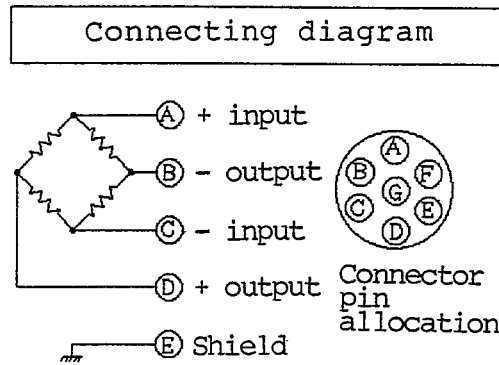 Connecting diagram
A + input
B - output
C - input
D + output
E Shield
A
B F
G
C E
D
Connector
pin
allocation